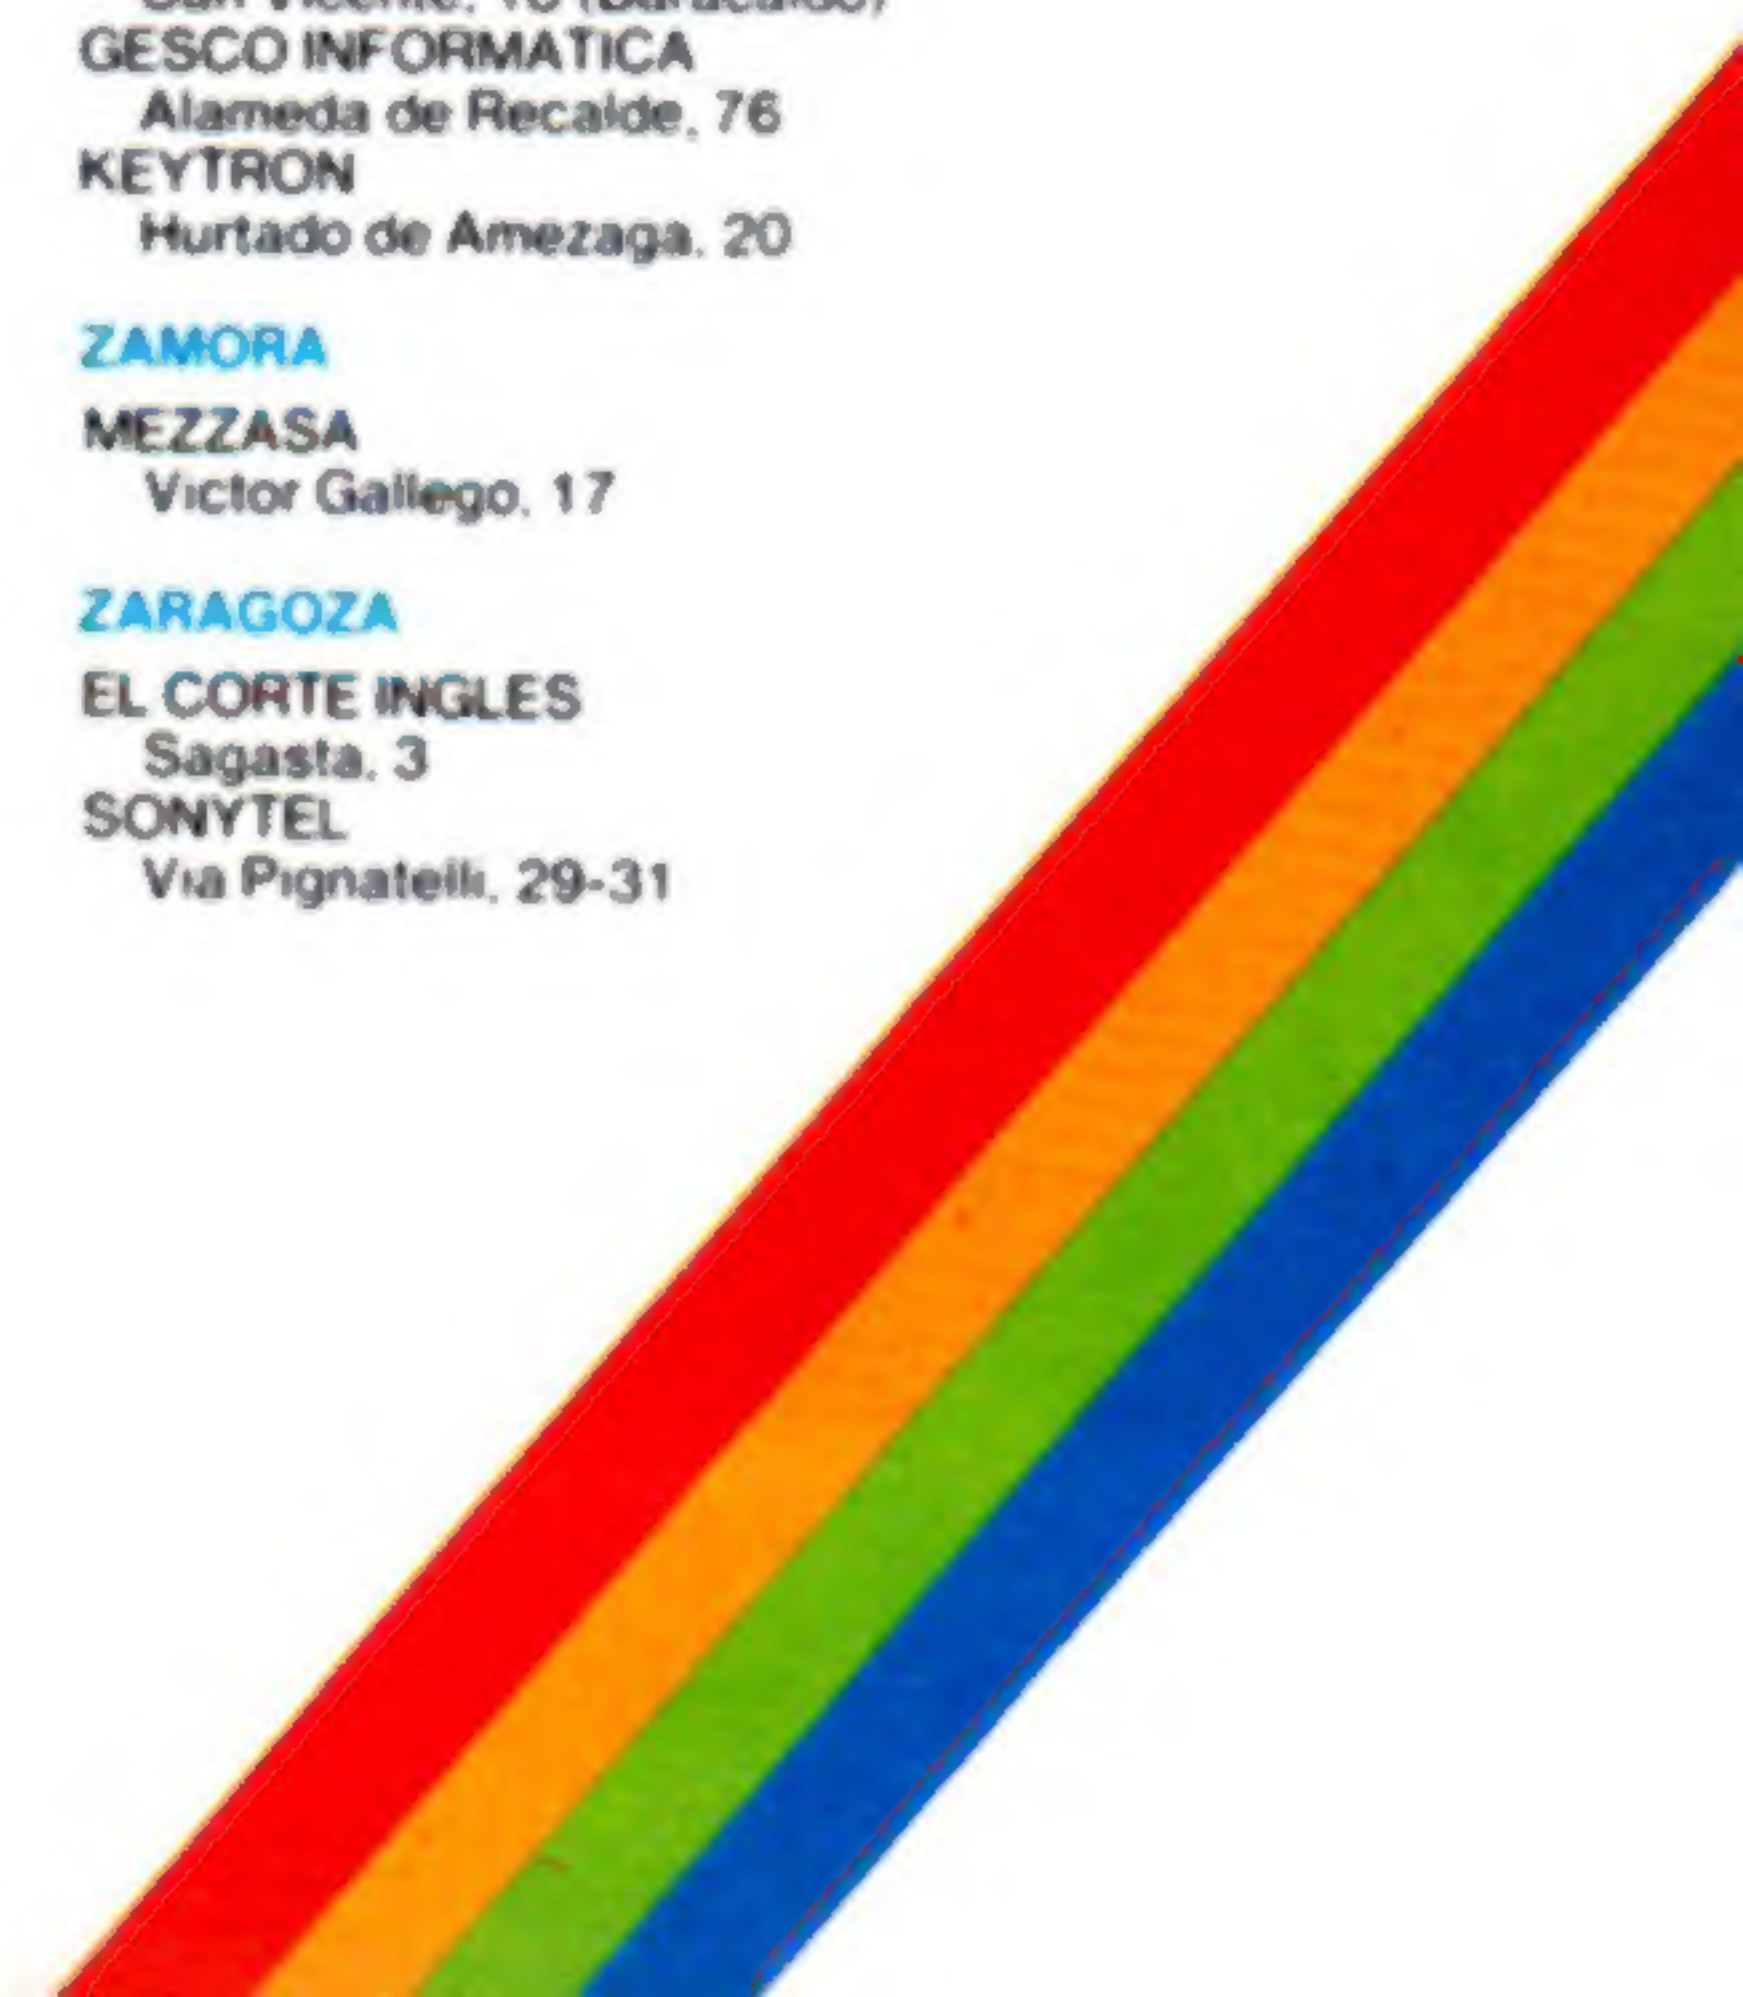 GESCO INFORMATICA
Alameda de Recalde, 76
KEYTRON
Hurtado de Amezaga, 20
ZAMORA
MEZZASA
Victor Gallego, 17
ZARAGOZA
EL CORTE INGLES
Sagasta, 3
SONYTEL
Via Pignatelli, 29-31